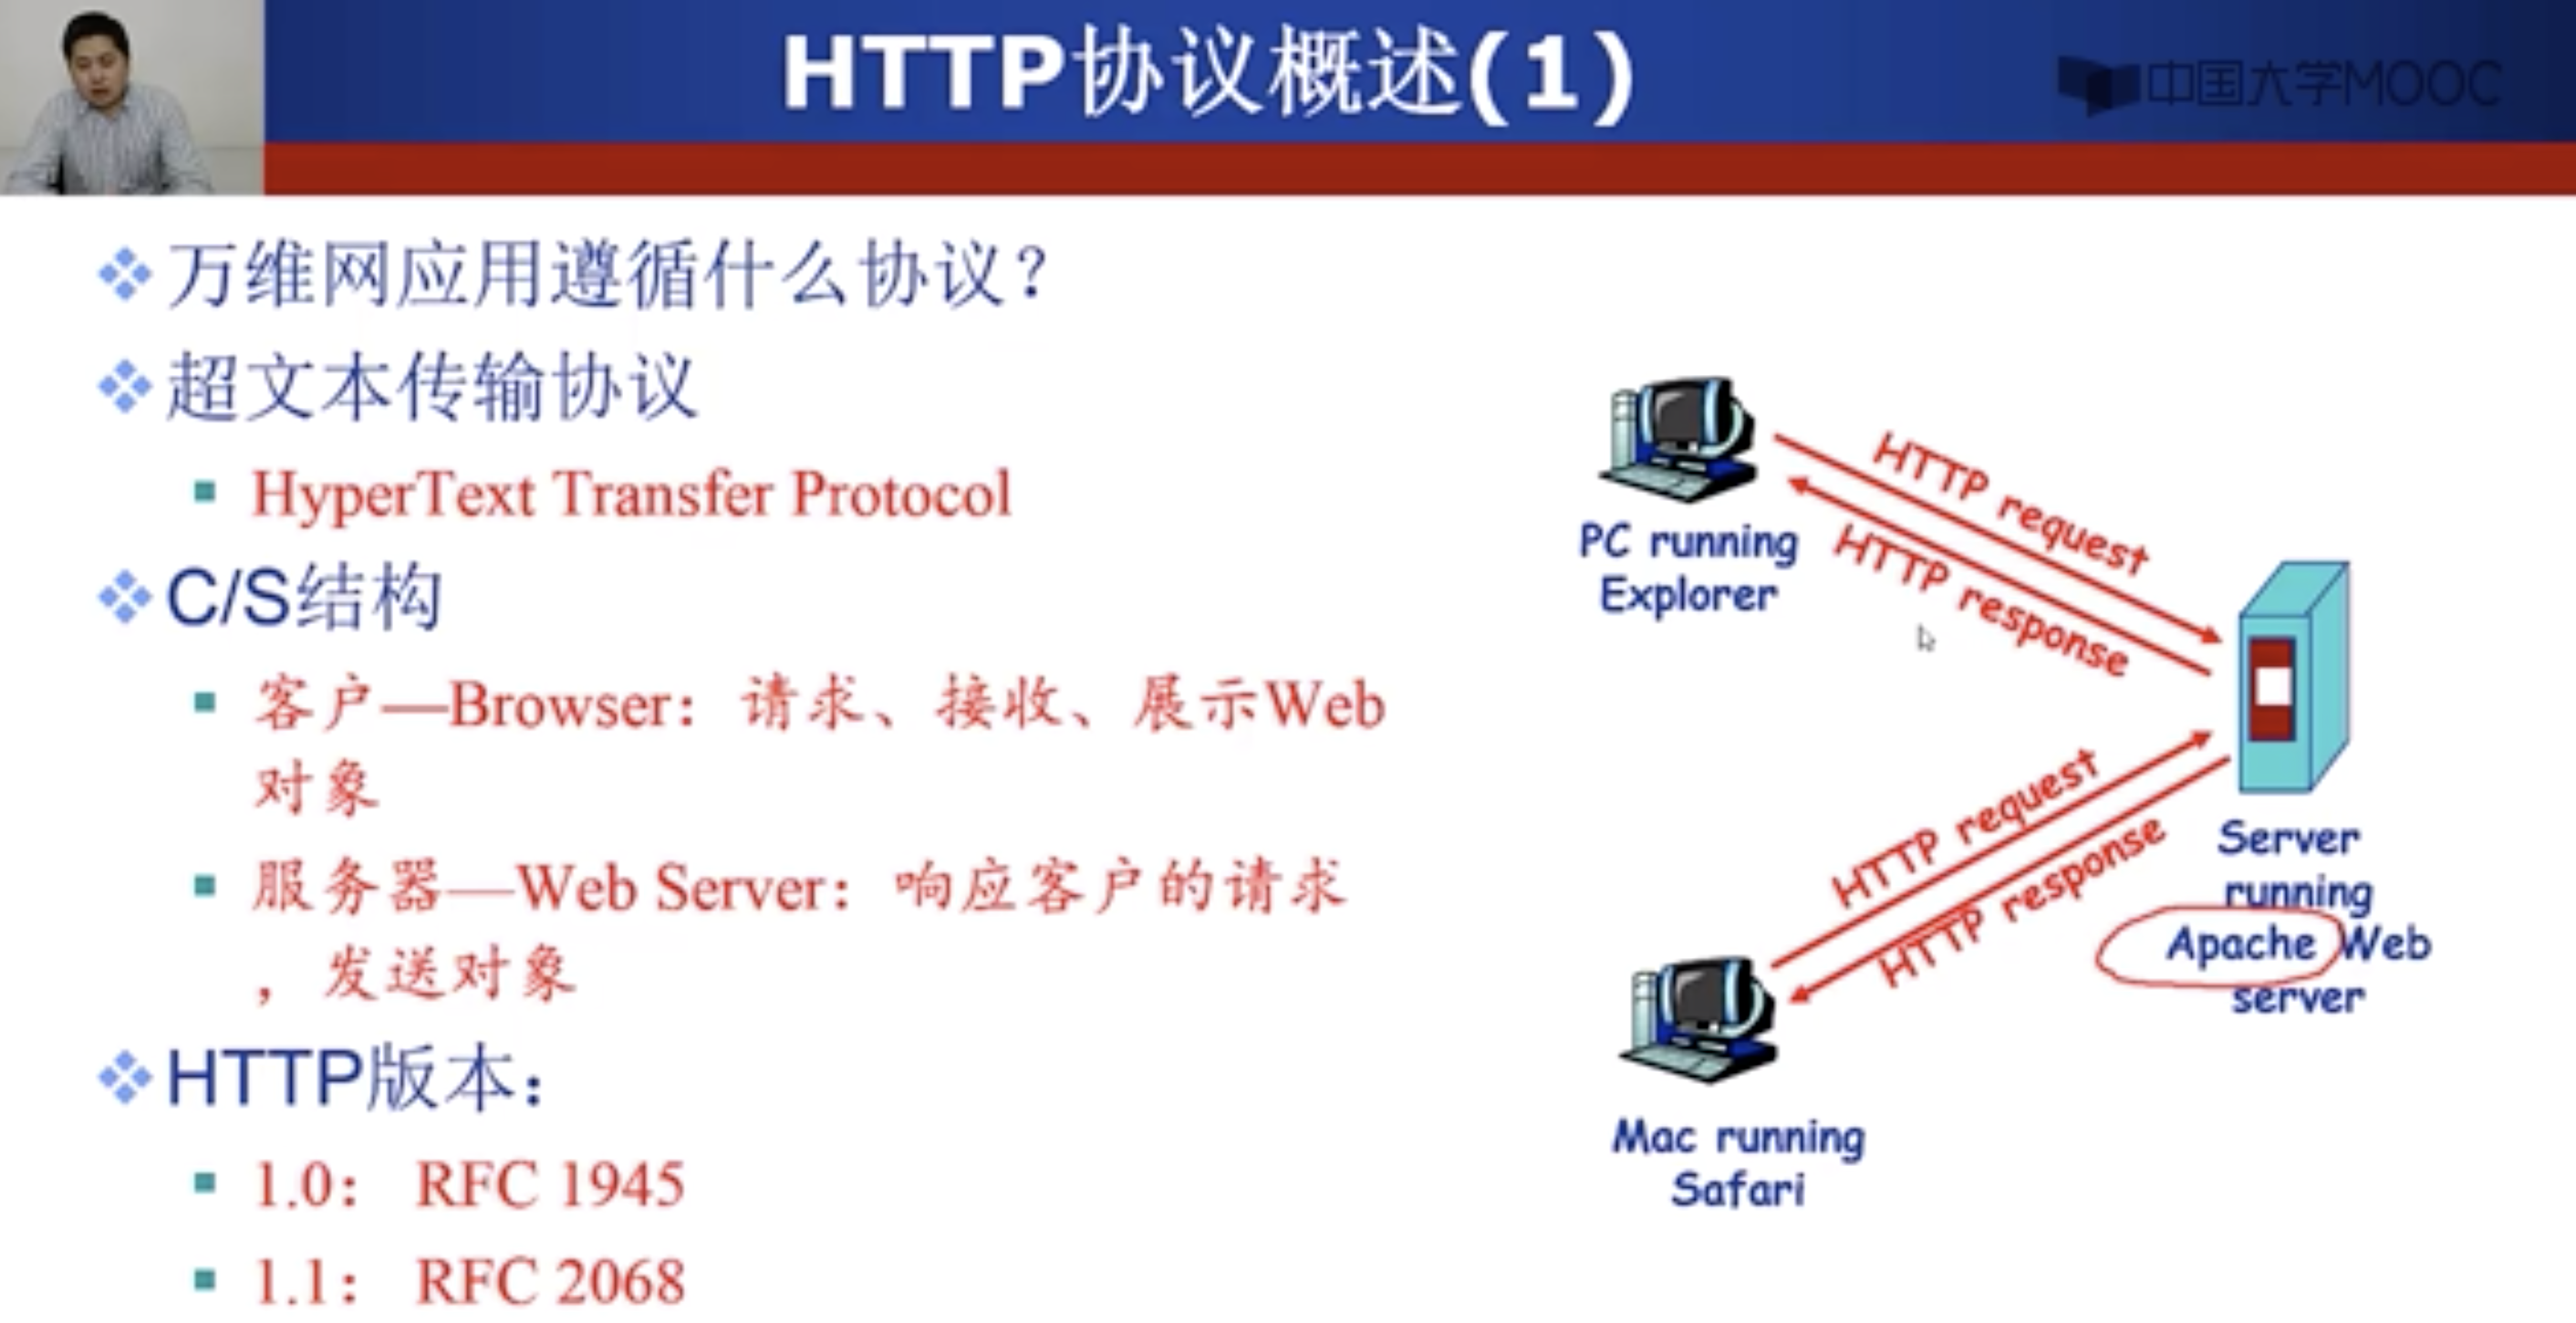 HTTP协议概述(1)
中国大学MOOC
万维网应用遵循什么协议？
超文本传输协议
HyperText Transfer Protocol
C/S结构
客户—Browser：请求、接收、展示Web
对象
服务器—Web Server：响应客户的请求
，发送对象
HTTP版本：
1.0： RFC 1945
1.1： RFC 2068
HTTP request
HTTP response
PC running
Explorer
HTTP request
HTTP response
Server
running
Apache Web
server
Mac running
Safari